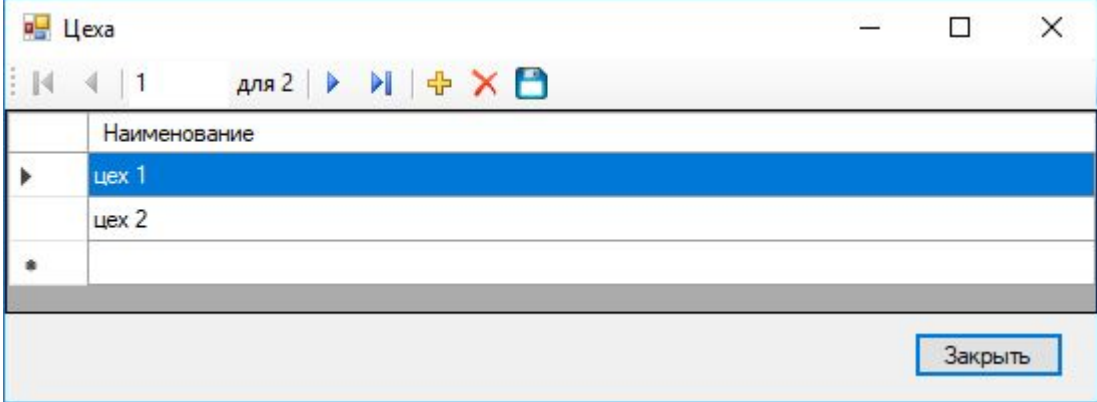 Цеха
1 для 2
Наименование
цех 1
цех 2
Закрыть